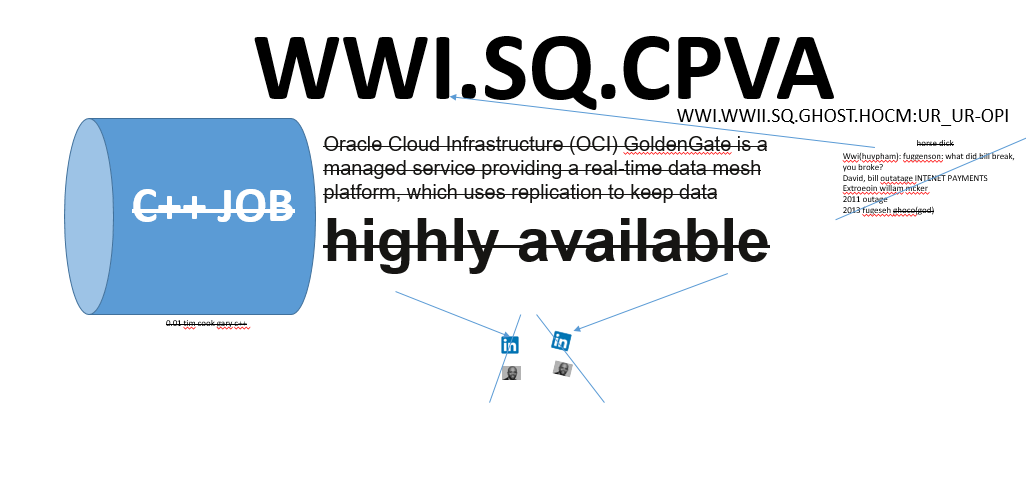 WWI.SQ.CPVA
WWI.WWII.SQ.GHOST.HOCM:UR_UR-OPI
Oracle Cloud Infrastructure (OCI) GoldenGate is a
managed service providing a real-time data mesh
platform, which uses replication to keep data
highly available
C++ JOB
0.01 tim cook gary c++
horse dick
Wwi(huypham): fuggenson: what did bill break,
you broke?
David, bill outatage INTENET PAYMENTS
Extroeoin willam mcker
2011 outage
2013 fugeseh ghoco(god)
in
in